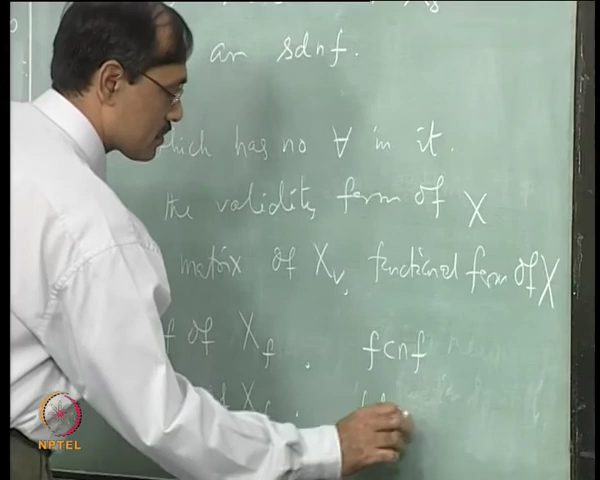 an sdnf.
which has no ∀ in it.
the validity form of X
matrix of Xv, functional form of X
of Xf, fcnf
Xf.
NPTEL